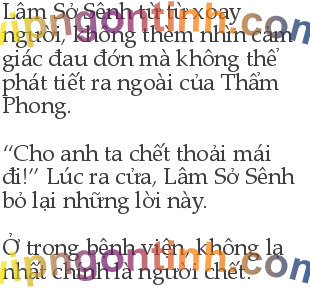 Lâm Sở Sênh từ từ xoay
người, không thèm nhìn cảm
giác đau đớn mà không thể
phát tiết ra ngoài của Thẩm
Phong.
“Cho anh ta chết thoải mái
đi!” Lúc ra cửa, Lâm Sở Sênh
bỏ lại những lời này.
Ở trong bệnh viện, không lạ
nhất chính là người chết.